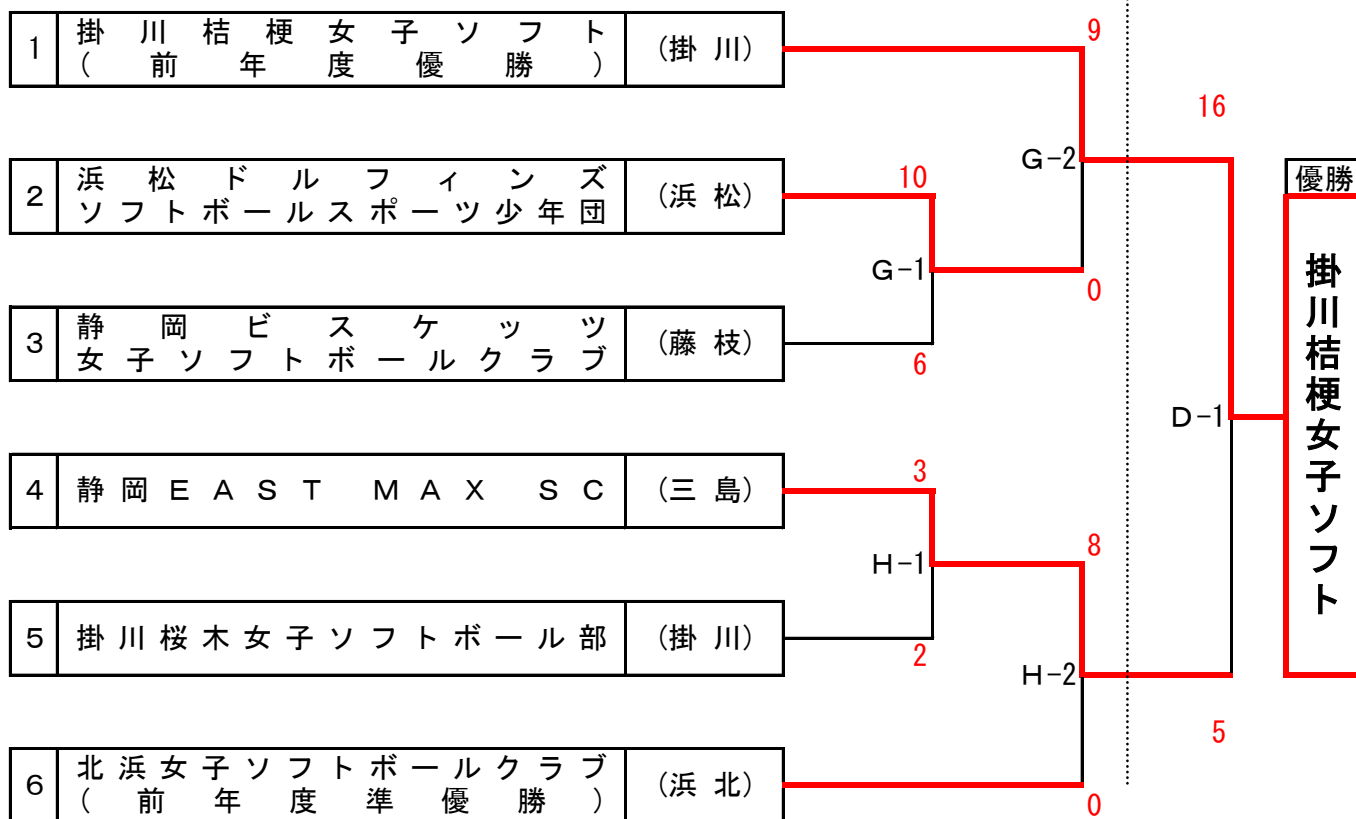 1
掛川桔梗女子ソフト
(前年度優勝)
(掛川)
9
16
G-2
2
浜松ドルフィンズ
ソフトボールスポーツ少年団
(浜松)
10
優勝
G-1
0
3
静岡ビスケッツ
女子ソフトボールクラブ
(藤枝)
6
掛川桔梗女子ソフト
D-1
4
静岡EAST MAX SC
(三島)
3
8
H-1
5
掛川桜木女子ソフトボール部
(掛川)
2
H-2
5
6
北浜女子ソフトボールクラブ
(前年度準優勝)
(浜北)
0